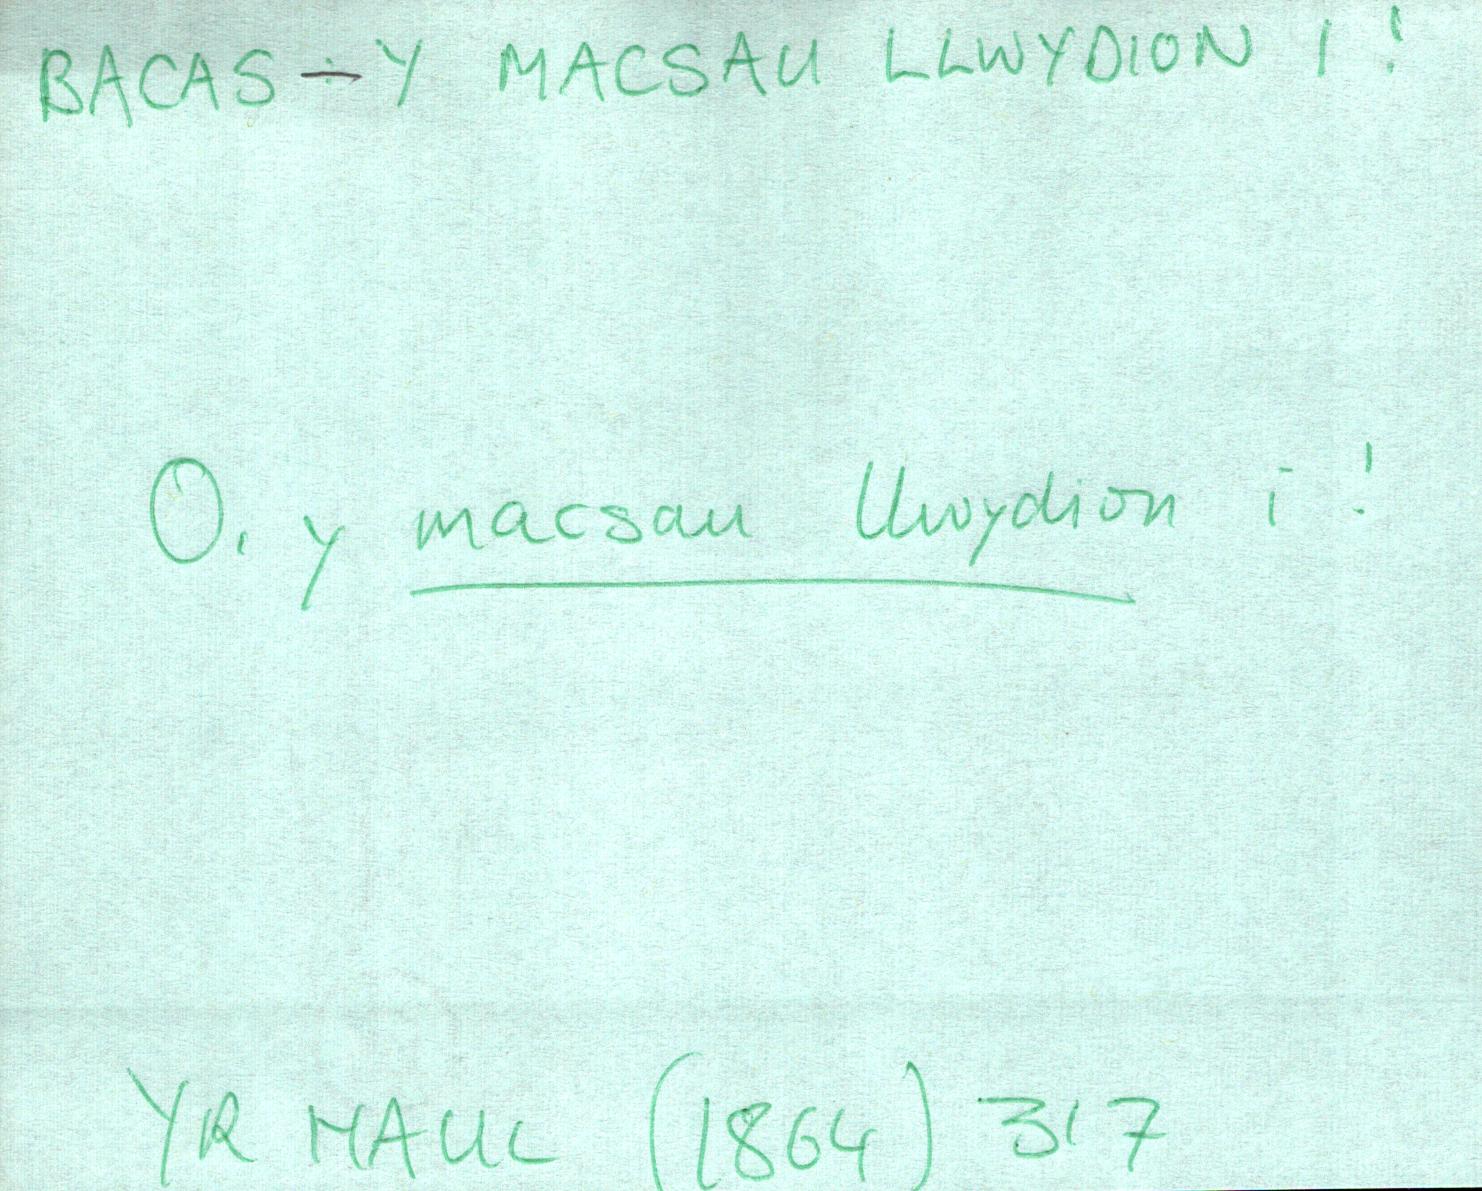 BACAS – Y MACSAU LLWYDION I!
O, y macsau llwydion i!
YR HAUL (1864) 317